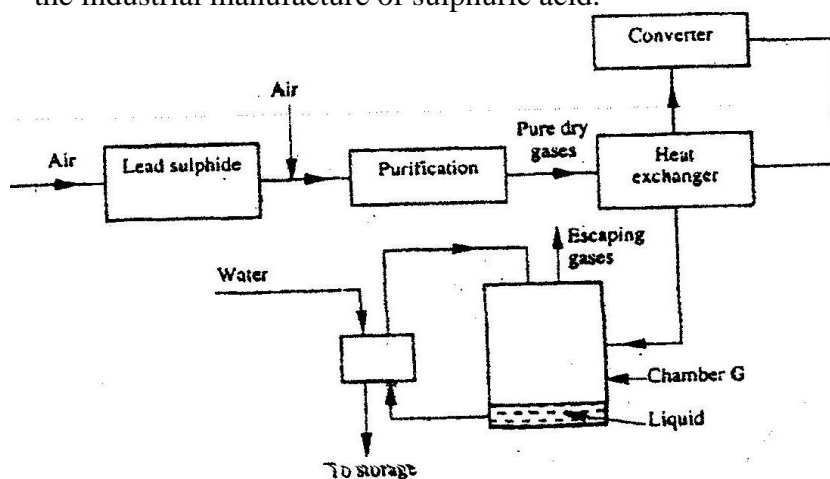 the industrial manufacture of sulphuric acid.
Converter
Air
Pure dry
gases
Air
Lead sulphide
Purification
Heat
exchanger
Escaping
gases
Water
Chamber G
Liquid
To storage